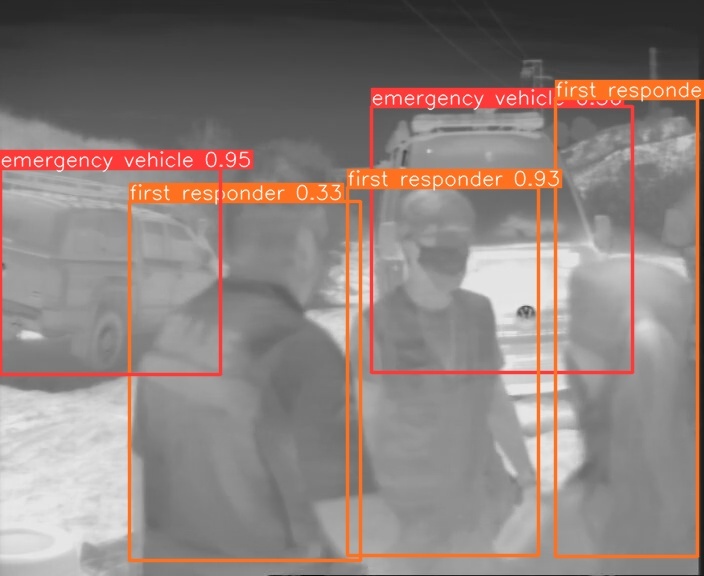 first responde
emergency vehicl
emergency vehicle 0.95
first responder 0.93
first responder 0.33